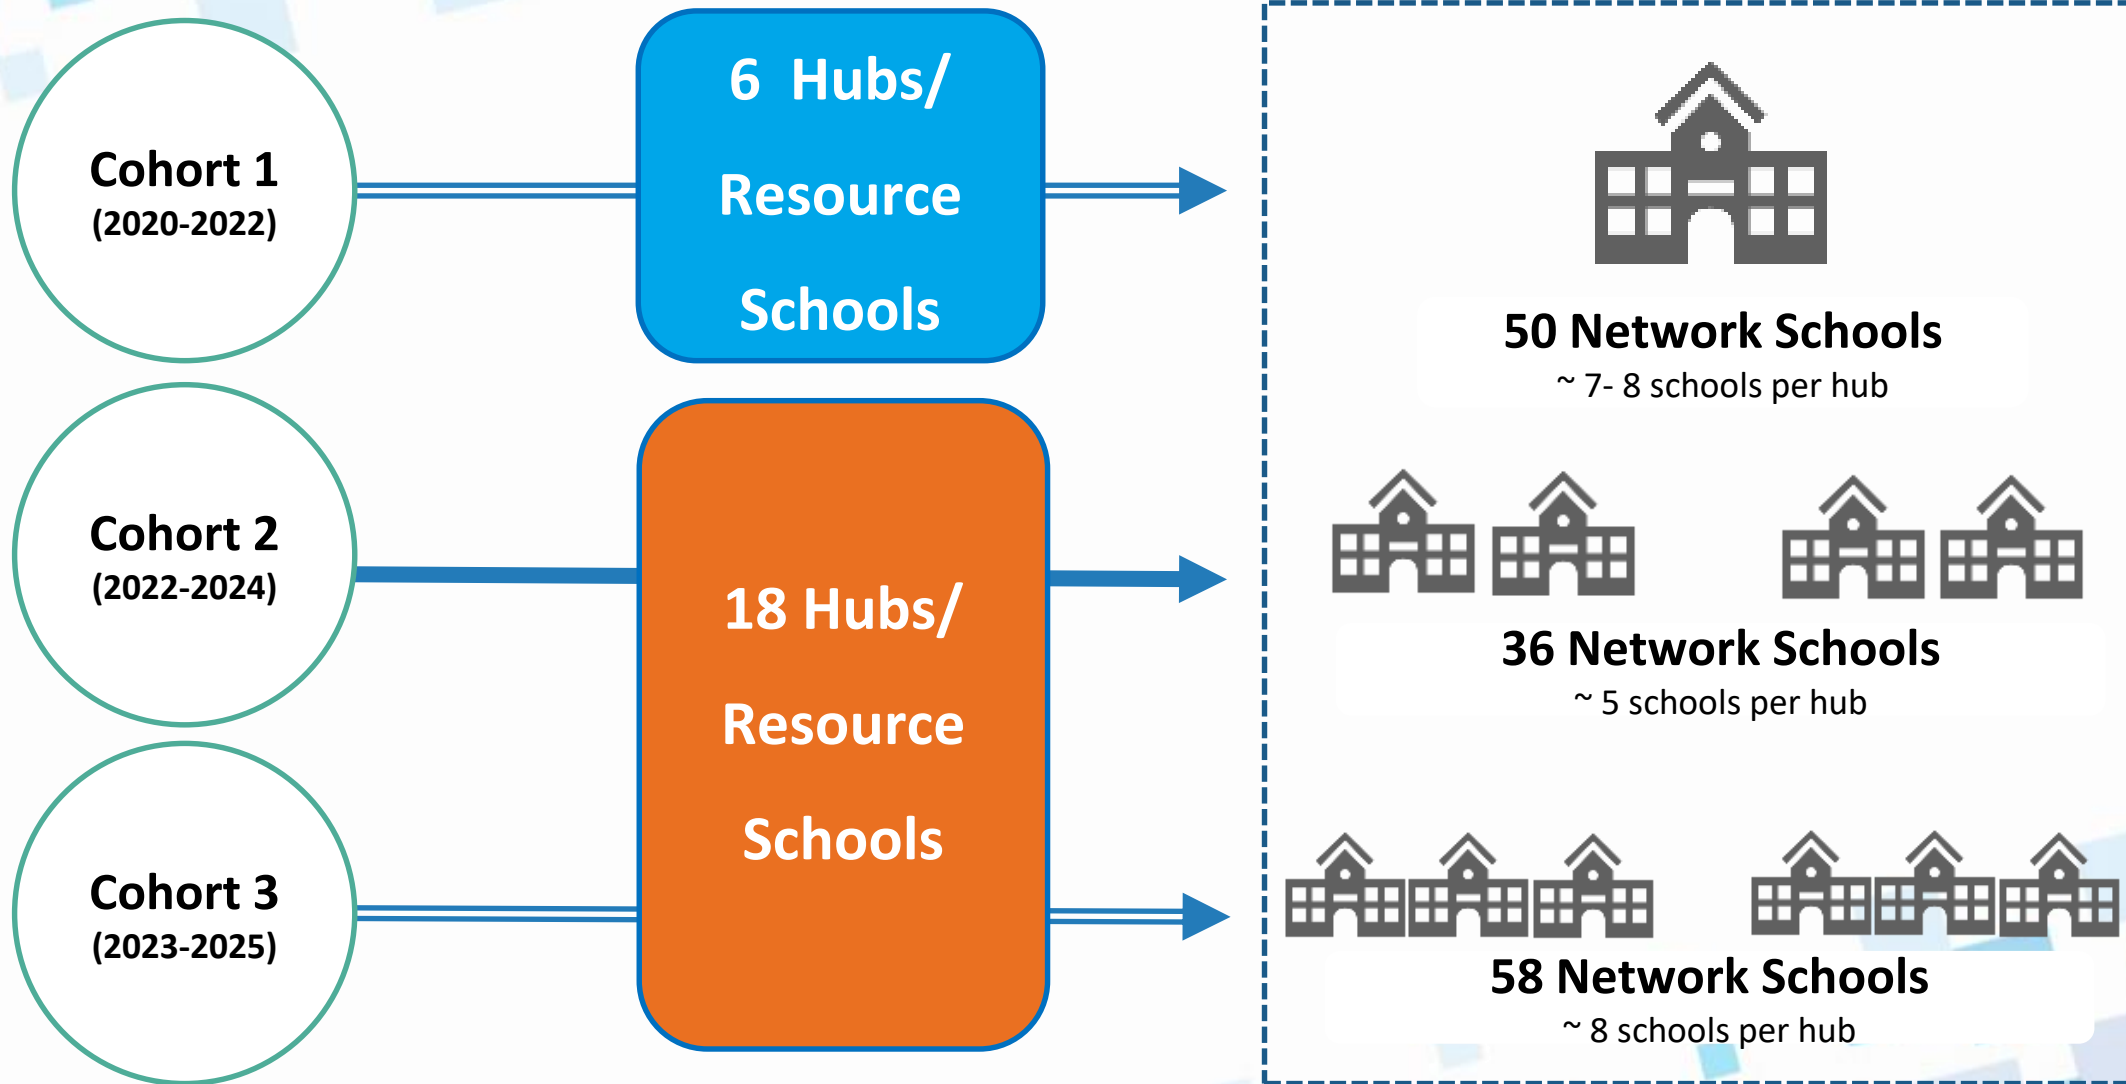 Cohort 1
(2020-2022)
6  Hubs/
Resource
Schools
50 Network Schools
~ 7- 8 schools per hub
Cohort 2
(2022-2024)
18 Hubs/
Resource
Schools
36 Network Schools
~ 5 schools per hub
Cohort 3
(2023-2025)
58 Network Schools
~ 8 schools per hub